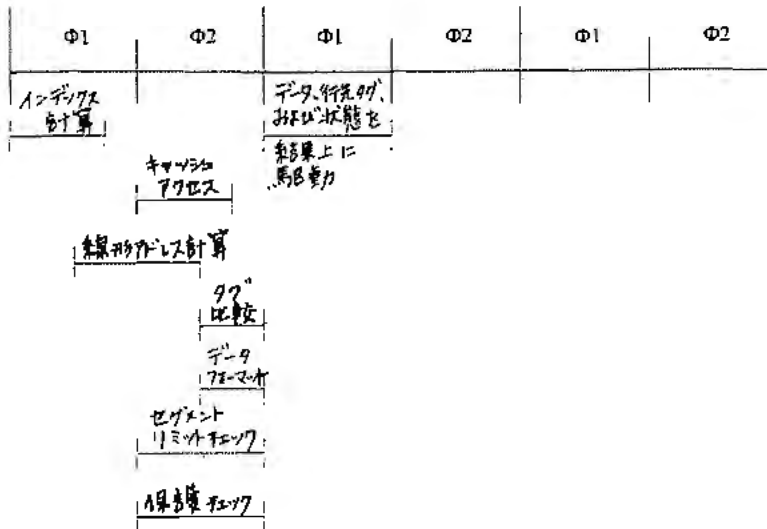 Φ1 Φ2 Φ1 Φ2 Φ1 Φ2
インデックス
計算
データ、行先タグ、
および状態を
結果上に
駆動
キャッシュ
アクセス
線形アドレス計算
タグ
比較
データ
フォーマット
セグメント
リミットチェック
保護チェック